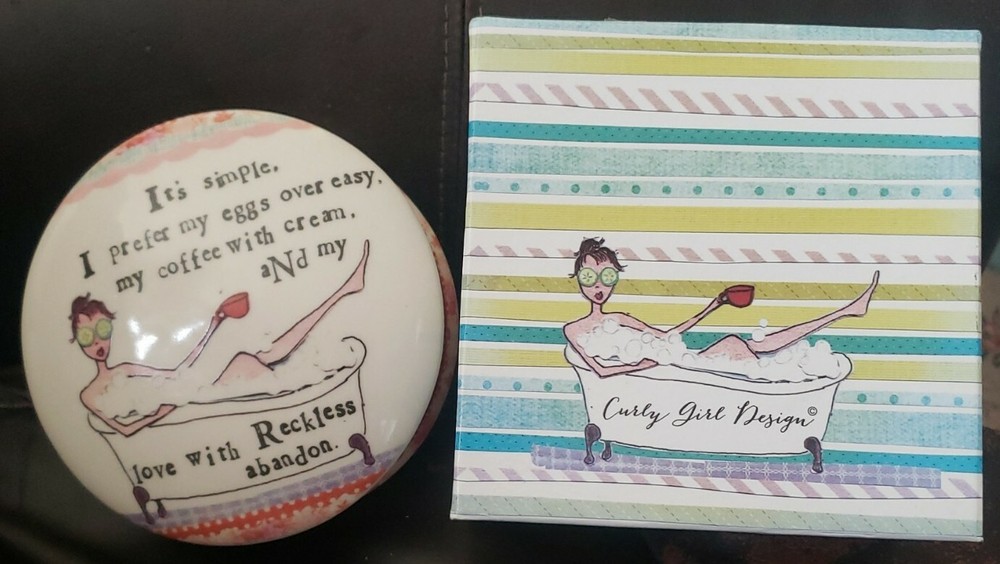 It's simple.
I prefer my eggs over easy,
my coffee with cream,
aNd my
love with Reckless
abandon.
Curly Girl Design©